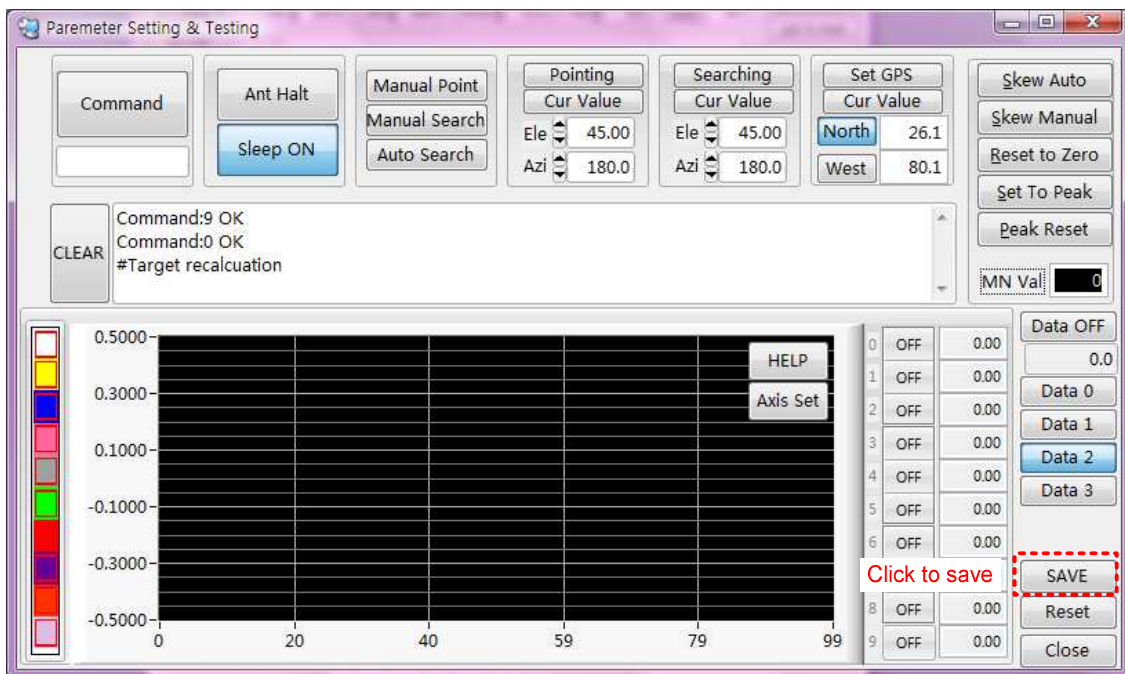 Paremeter Setting & Testing
Command
Ant Halt
Sleep ON
Manual Point
Manual Search
Auto Search
Pointing
Cur Value
Ele 45.00
Azi 180.0
Searching
Cur Value
Ele 45.00
Azi 180.0
Set GPS
Cur Value
North 26.1
West 80.1
Skew Auto
Skew Manual
Reset to Zero
Set To Peak
Peak Reset
MN Val 0
CLEAR
Command:9 OK
Command:0 OK
#Target recalcuation
0.5000
0.3000
0.1000
-0.1000
-0.3000
-0.5000
0 20 40 59 79 99
HELP
Axis Set
0 OFF 0.00
1 OFF 0.00
2 OFF 0.00
3 OFF 0.00
4 OFF 0.00
5 OFF 0.00
6 OFF 0.00
Click to save
8 OFF 0.00
9 OFF 0.00
Data OFF
0.0
Data 0
Data 1
Data 2
Data 3
SAVE
Reset
Close